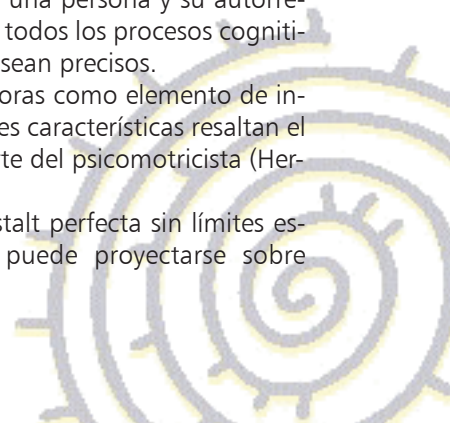 una persona y su autorre-
todos los procesos cogniti-
sean precisos.
oras como elemento de in-
es características resaltan el
rte del psicomotricista (Her-
stalt perfecta sin límites es-
puede proyectarse sobre